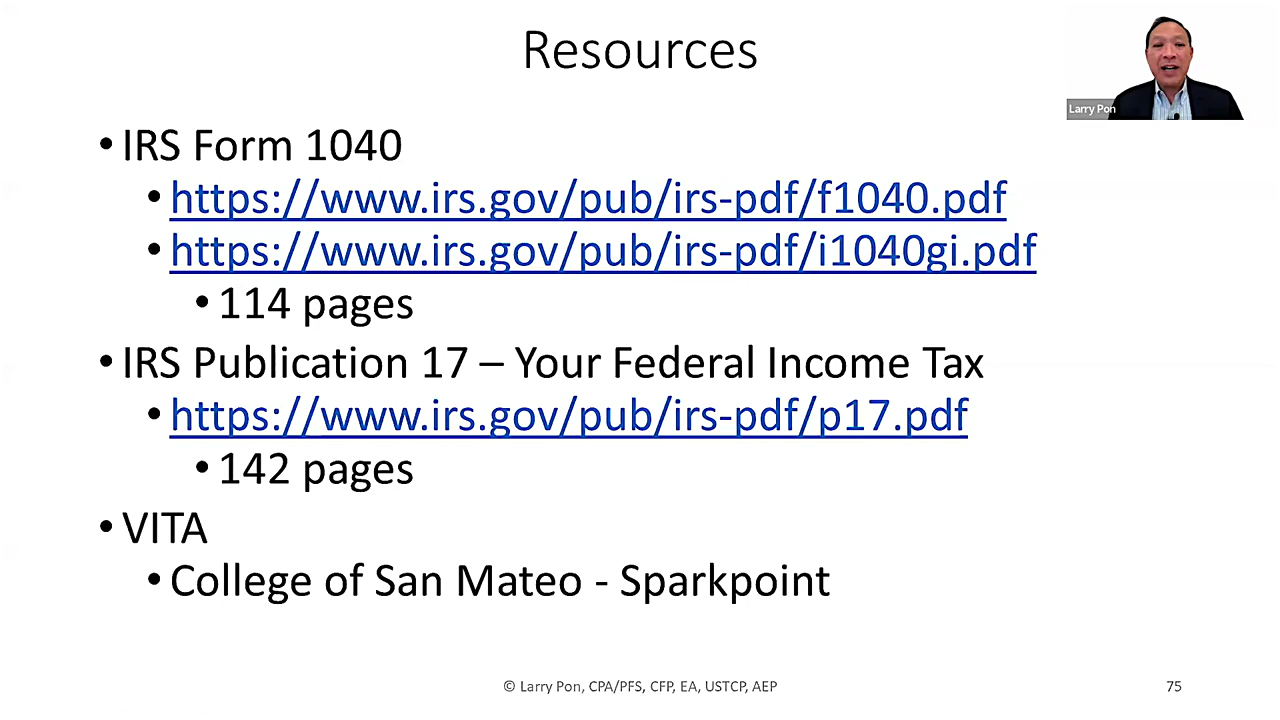 Resources
Larry Pon
• IRS Form 1040
• https://www.irs.gov/pub/irs-pdf/f1040.pdf
• https://www.irs.gov/pub/irs-pdf/i1040gi.pdf
• 114 pages
• IRS Publication 17 – Your Federal Income Tax
• https://www.irs.gov/pub/irs-pdf/p17.pdf
• 142 pages
• VITA
• College of San Mateo - Sparkpoint
© Larry Pon, CPA/PFS, CFP, EA, USTCP, AEP
75